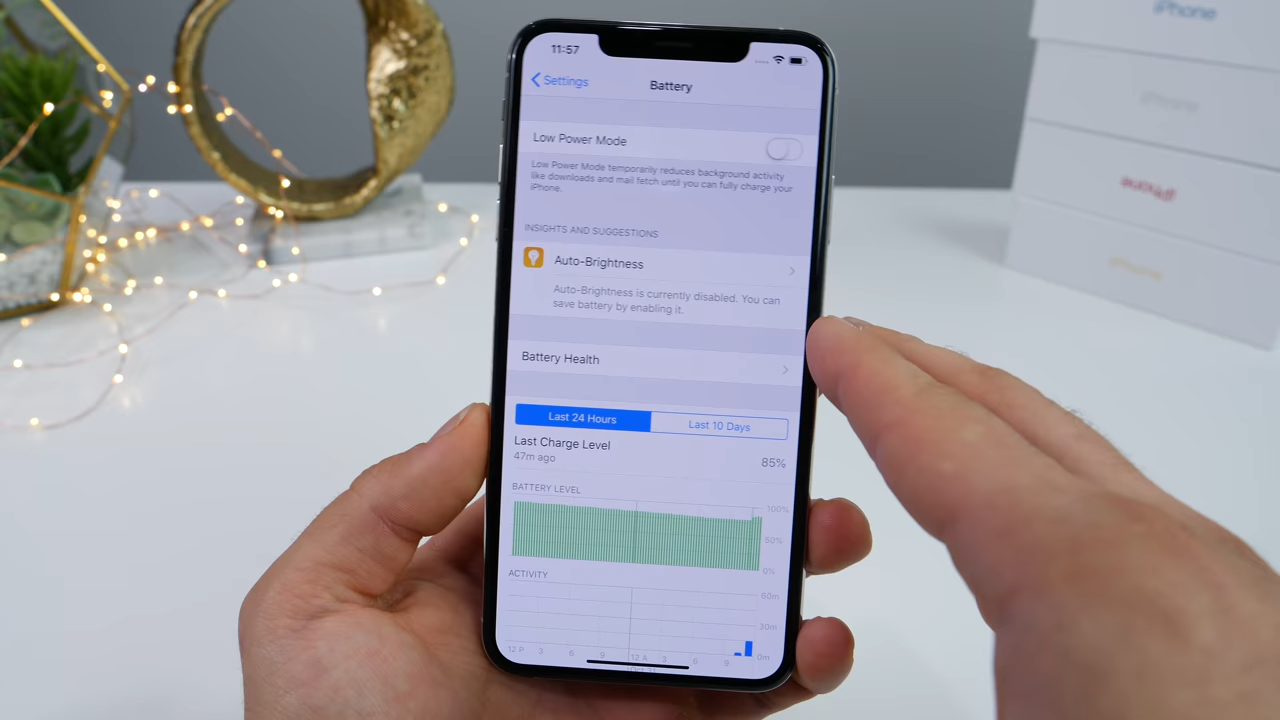 iPhone
iPhone
iPhone
iPhone
11:57
Settings
Battery
Low Power Mode
Low Power Mode temporarily reduces background activity
like downloads and mail fetch until you can fully charge your
iPhone.
INSIGHTS AND SUGGESTIONS
Auto-Brightness
Auto-Brightness is currently disabled. You can
save battery by enabling it.
Battery Health
Last 24 Hours
Last 10 Days
Last Charge Level
47m ago
85%
BATTERY LEVEL
100%
50%
0%
ACTIVITY
60m
30m
0m
12 P 3 6 9 12 A 3 6 9